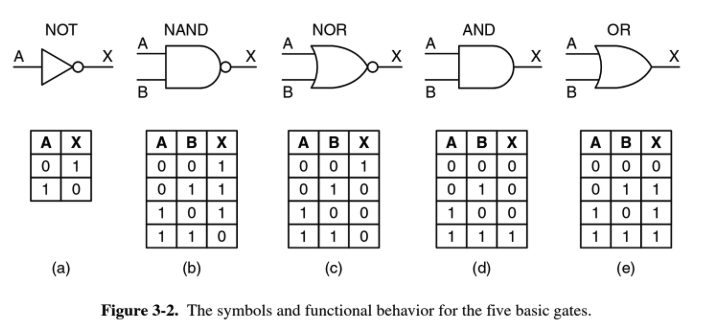 NOT NAND NOR AND OR
A X A X A X A X A X
B B B B
A X A B X A B X A B X A B X
0 1 0 0 1 0 0 1 0 0 0 0 0 0
1 0 0 1 1 0 1 0 0 1 0 0 1 1
1 0 1 1 0 0 1 0 0 1 0 1
1 1 0 1 1 0 1 1 1 1 1 1
(a) (b) (c) (d) (e)
Figure 3-2. The symbols and functional behavior for the five basic gates.